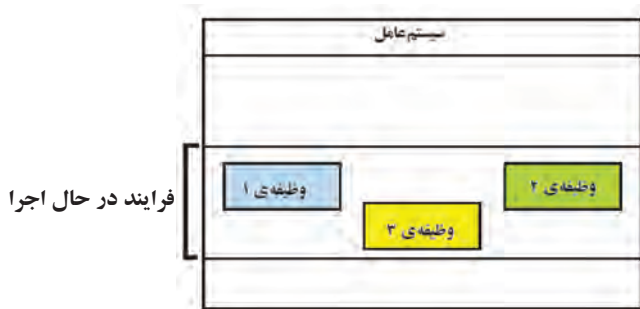 سیستم عامل
وظیفه‌ی ۲
وظیفه‌ی ۱
فرایند در حال اجرا
وظیفه‌ی ۳